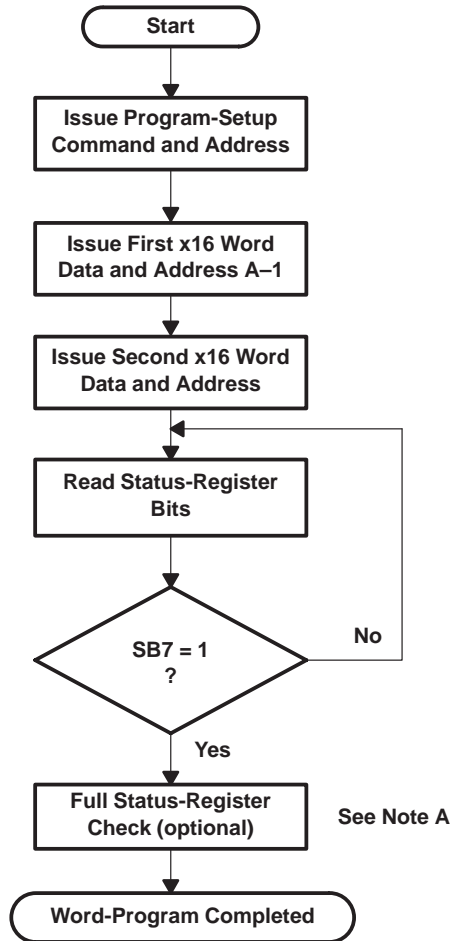 Start
Issue Program-Setup
Command and Address
Issue First x16 Word
Data and Address A–1
Issue Second x16 Word
Data and Address
Read Status-Register
Bits
SB7 = 1
?
No
Yes
Full Status-Register
Check (optional)
See Note A
Word-Program Completed